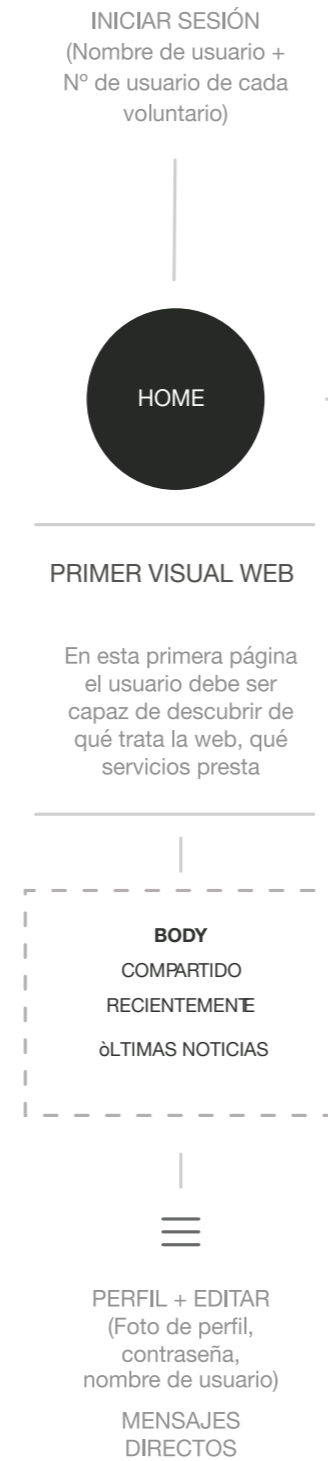 INICIAR SESIÓN
(Nombre de usuario +
Nº de usuario de cada
voluntario)
HOME
PRIMER VISUAL WEB
En esta primera página
el usuario debe ser
capaz de descubrir de
qué trata la web, qué
servicios presta
BODY
COMPARTIDO
RECIENTEMENTE
òLTIMAS NOTICIAS
PERFIL + EDITAR
(Foto de perfil,
contraseña,
nombre de usuario)
MENSAJES
DIRECTOS